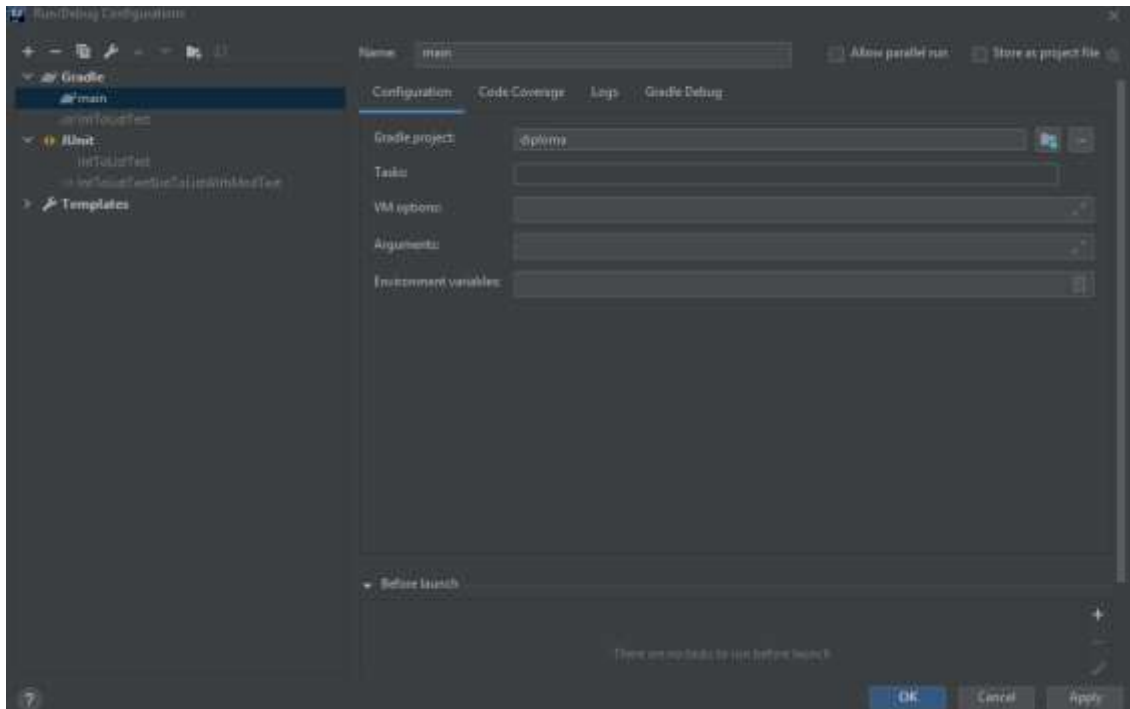 Run/Debug Configurations
Name: main
Allow parallel run
Store as project file
Gradle
main
IntToListTest
JUnit
IntToListTest
Templates
Configuration
Code Coverage
Logs
Gradle Debug
Gradle project: diploma
Tasks:
VM options:
Arguments:
Environment variables:
Before launch
There are no tasks to run before launch
?
OK
Cancel
Apply